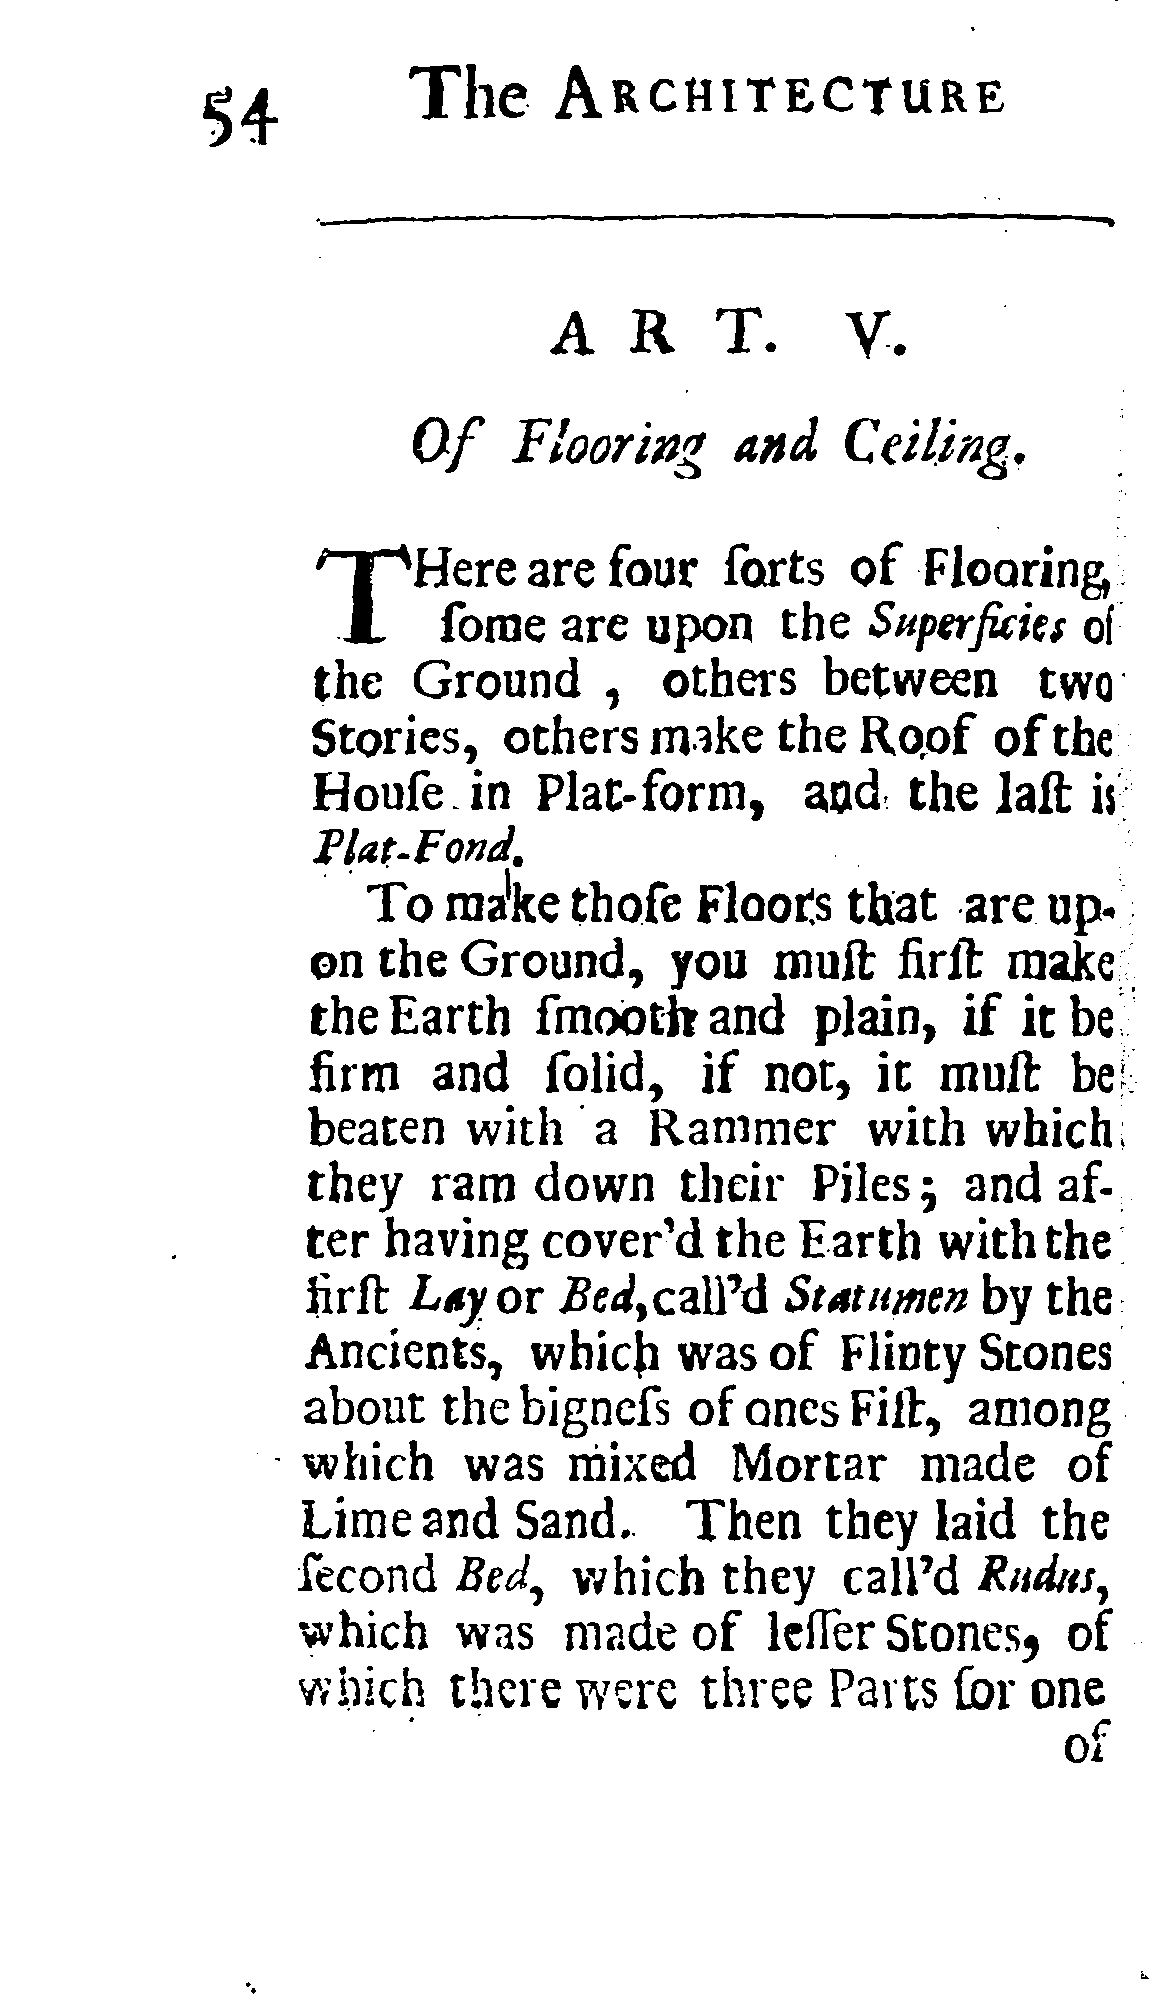 54 The ARCHITECTURE
ART. V.
Of Flooring and Ceiling.
THere are four ſorts of Flooring,
ſome are upon the Superficies of
the Ground , others between two
Stories, others make the Roof of the
Houſe in Plat-form, and the laſt is
Plat-Fond.
To make thoſe Floors that are up-
on the Ground, you muſt firſt make
the Earth ſmooth and plain, if it be
firm and ſolid, if not, it muſt be
beaten with a Rammer with which
they ram down their Piles; and af-
ter having cover'd the Earth with the
firſt Lay or Bed, call'd Statumen by the
Ancients, which was of Flinty Stones
about the bigneſs of ones Fiſt, among
which was mixed Mortar made of
Lime and Sand. Then they laid the
ſecond Bed, which they call'd Rudus,
which was made of leſſer Stones, of
which there were three Parts for one
of